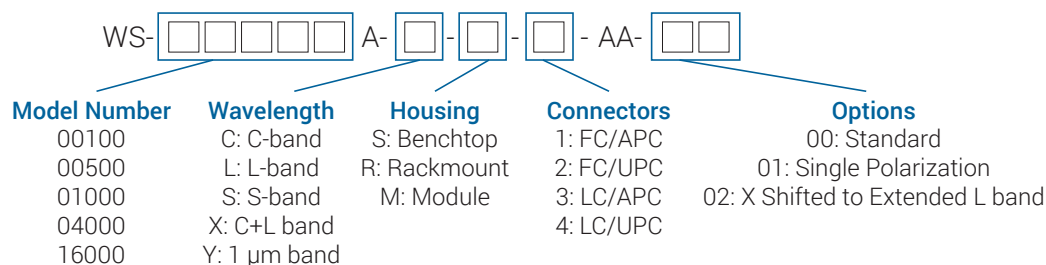 WS-□□□□□ A-□-□-□-AA-□□
Model Number Wavelength Housing Connectors Options
00100 C: C-band S: Benchtop 1: FC/APC 00: Standard
00500 L: L-band R: Rackmount 2: FC/UPC 01: Single Polarization
01000 S: S-band M: Module 3: LC/APC 02: X Shifted to Extended L band
04000 X: C+L band 4: LC/UPC
16000 Y: 1 µm band